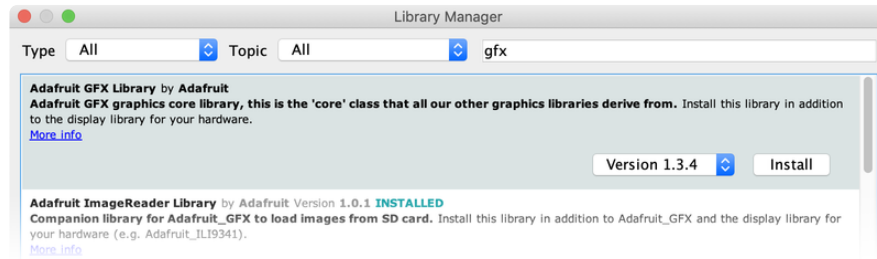 Library Manager
Type All Topic All gfx
Adafruit GFX Library by Adafruit
Adafruit GFX graphics core library, this is the 'core' class that all our other graphics libraries derive from. Install this library in addition
to the display library for your hardware.
More info
Version 1.3.4 Install
Adafruit ImageReader Library by Adafruit Version 1.0.1 INSTALLED
Companion library for Adafruit_GFX to load images from SD card. Install this library in addition to Adafruit_GFX and the display library for
your hardware (e.g. Adafruit_ILI9341).
More info